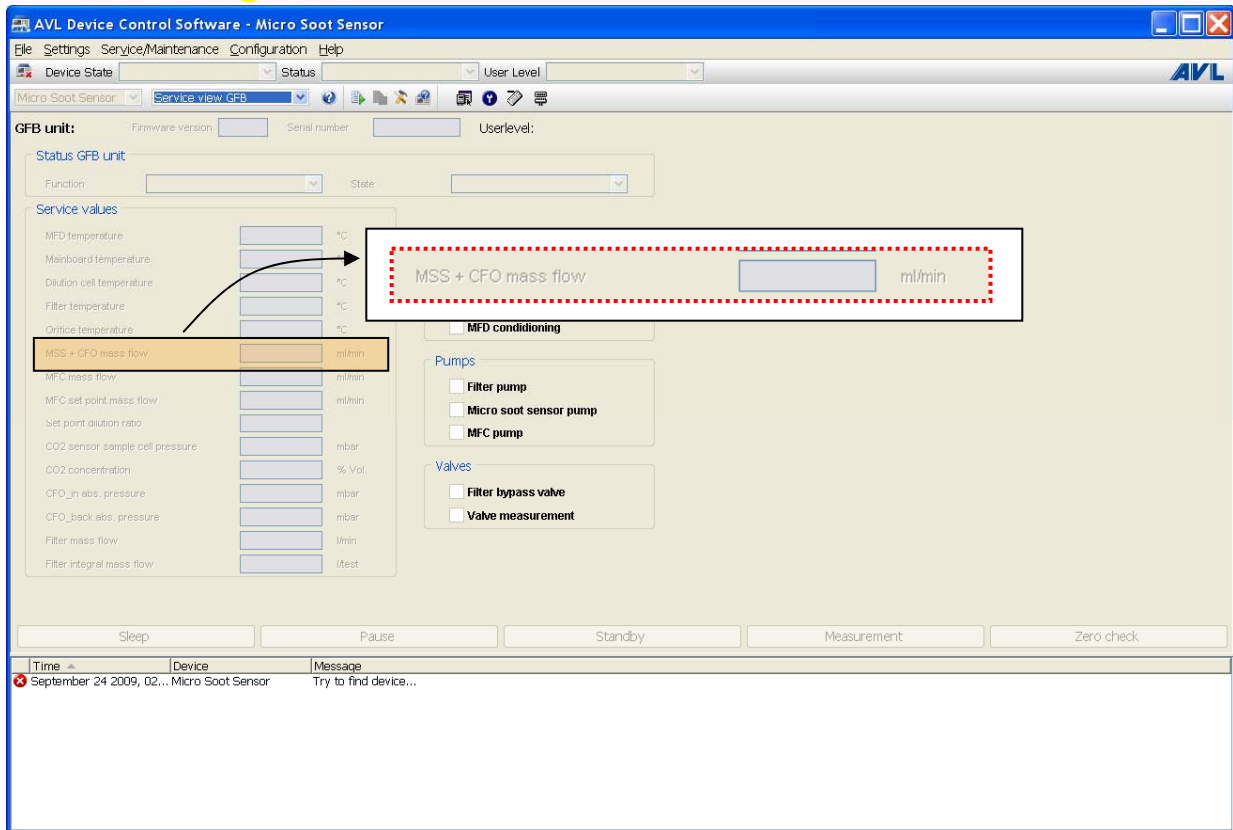 AVL Device Control Software - Micro Soot Sensor
File Settings Service/Maintenance Configuration Help
Device State Status User Level AVL
Micro Soot Sensor Service view GFB
GFB unit: Firmware version Serial number Userlevel:
Status GFB unit
Function State
Service values
MFD temperature °C
Mainboard temperature
Dilution cell temperature °C
Filter temperature °C
Orifice temperature °C
MSS + CFO mass flow ml/min
MFC mass flow ml/min
MFC set point mass flow ml/min
Set point dilution ratio
CO2 sensor sample cell pressure mbar
CO2 concentration % Vol.
CFO_in abs. pressure mbar
CFO_back abs. pressure mbar
Filter mass flow l/min
Filter integral mass flow l/test
MSS + CFO mass flow ml/min
MFD condidioning
Pumps
Filter pump
Micro soot sensor pump
MFC pump
Valves
Filter bypass valve
Valve measurement
Sleep Pause Standby Measurement Zero check
Time Device Message
September 24 2009, 02... Micro Soot Sensor Try to find device...